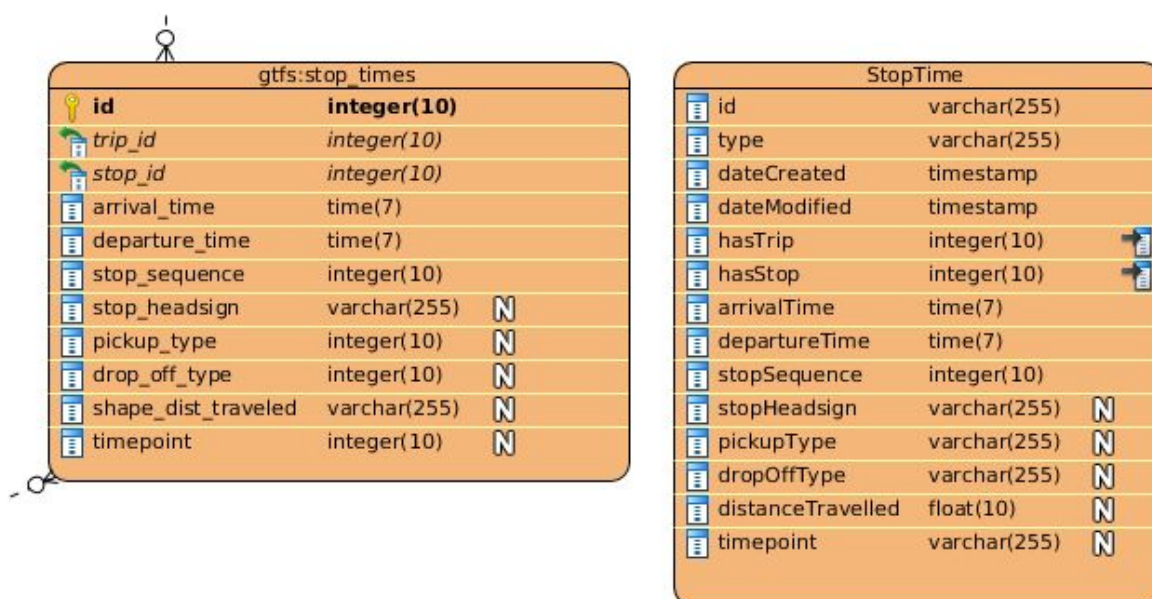 gtfs:stop_times
id integer(10)
trip_id integer(10)
stop_id integer(10)
arrival_time time(7)
departure_time time(7)
stop_sequence integer(10)
stop_headsign varchar(255) N
pickup_type integer(10) N
drop_off_type integer(10) N
shape_dist_traveled varchar(255) N
timepoint integer(10) N
StopTime
id varchar(255)
type varchar(255)
dateCreated timestamp
dateModified timestamp
hasTrip integer(10)
hasStop integer(10)
arrivalTime time(7)
departureTime time(7)
stopSequence integer(10)
stopHeadsign varchar(255) N
pickupType varchar(255) N
dropOffType varchar(255) N
distanceTravelled float(10) N
timepoint varchar(255) N